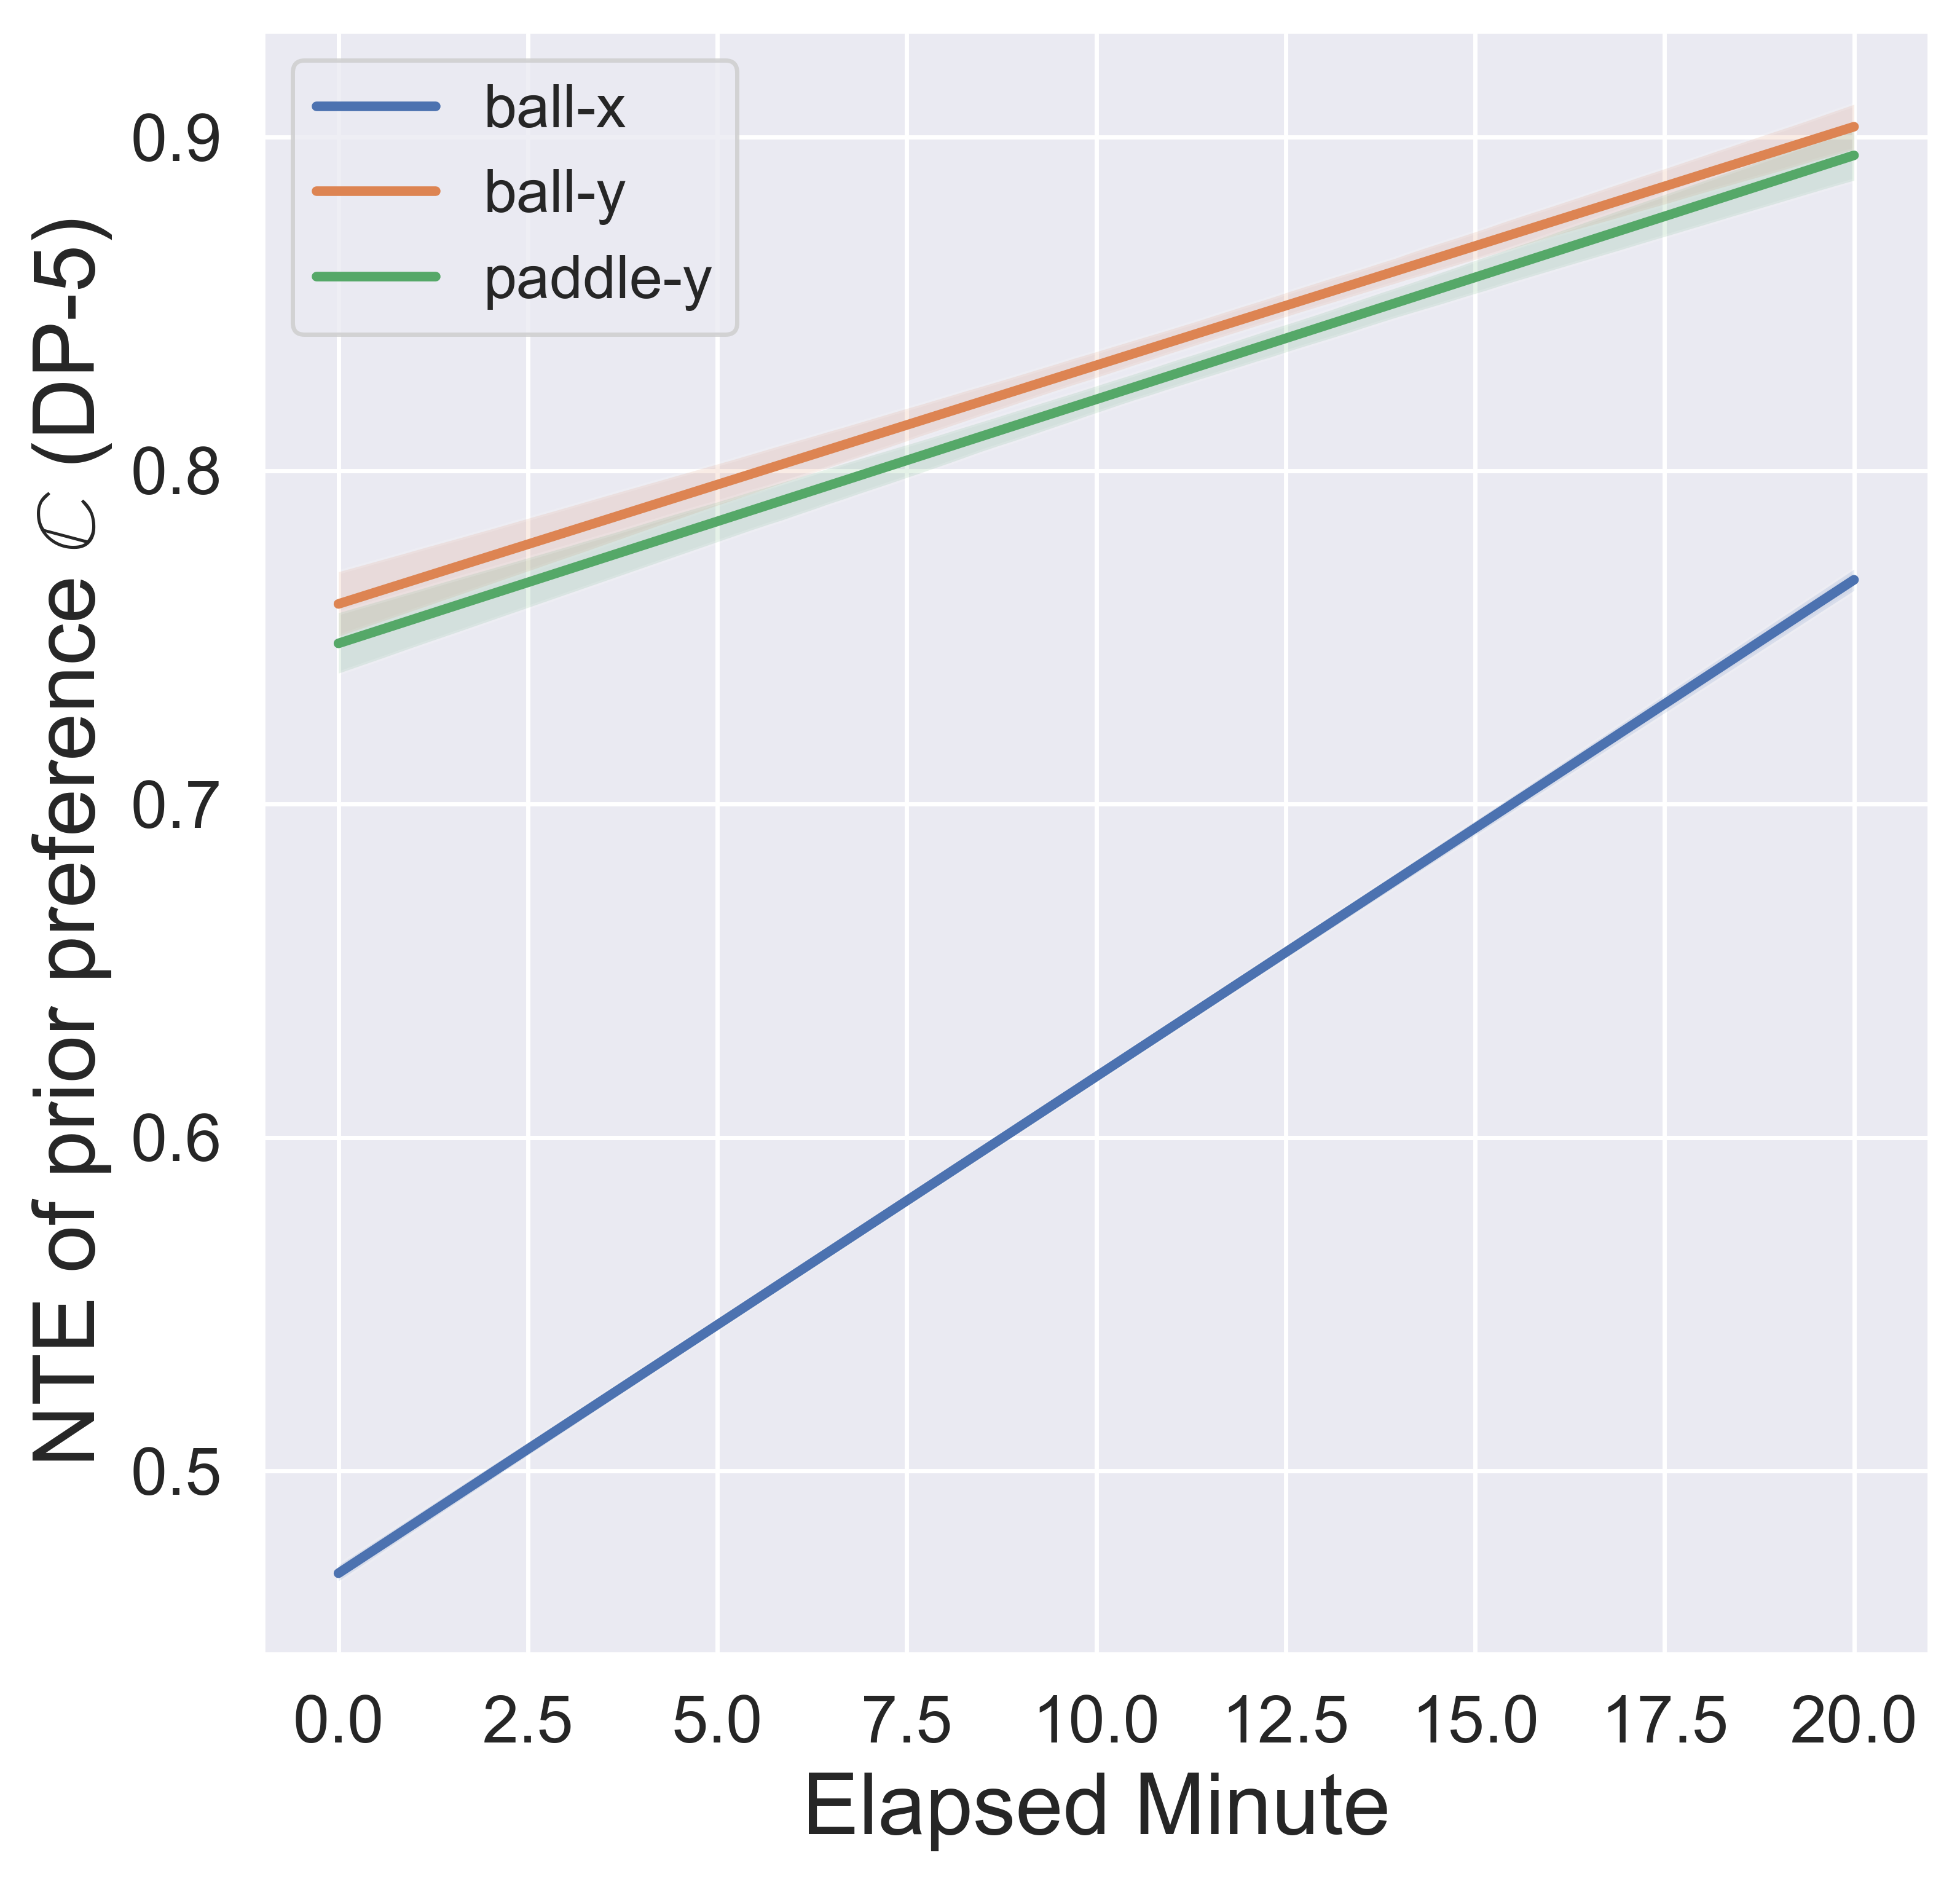 NTE of prior preference ℂ (DP-5)
ball-x
ball-y
paddle-y
0.9
0.8
0.7
0.6
0.5
0.0 2.5 5.0 7.5 10.0 12.5 15.0 17.5 20.0
Elapsed Minute